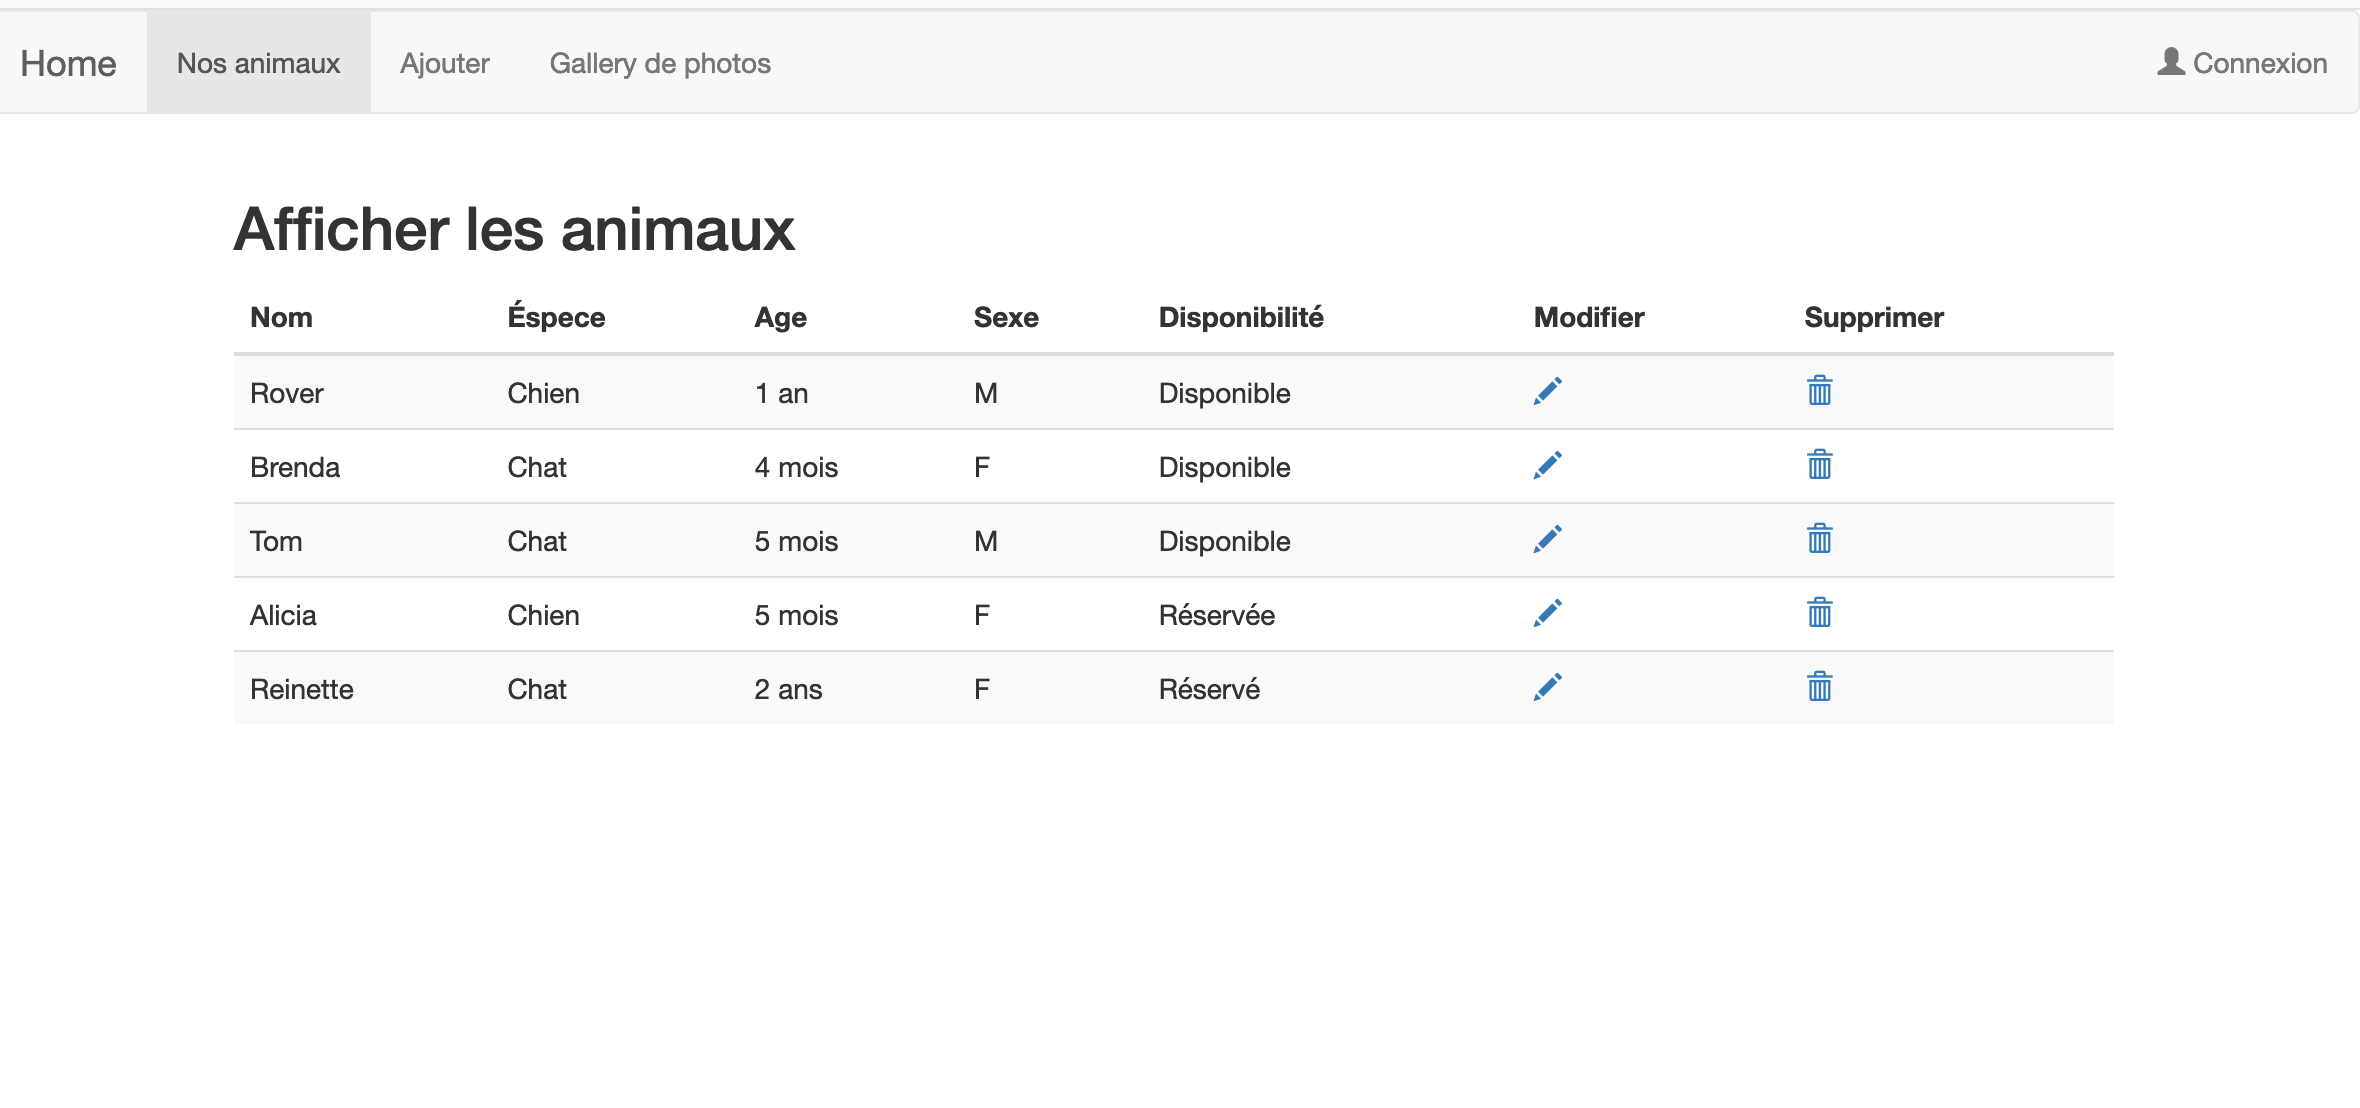 Home Nos animaux Ajouter Gallery de photos Connexion
Afficher les animaux
Nom Éspece Age Sexe Disponibilité Modifier Supprimer
Rover Chien 1 an M Disponible
Brenda Chat 4 mois F Disponible
Tom Chat 5 mois M Disponible
Alicia Chien 5 mois F Réservée
Reinette Chat 2 ans F Réservé